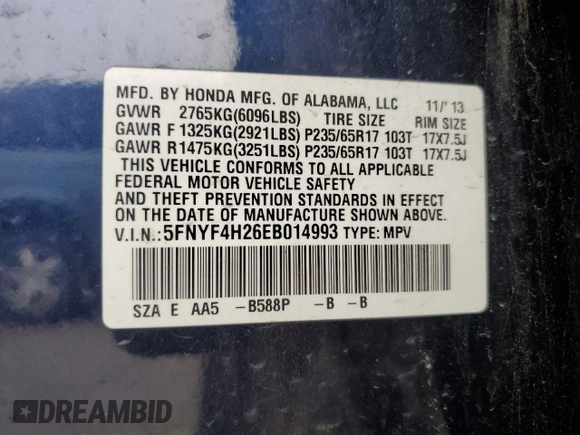 MFD. BY HONDA MFG. OF ALABAMA, LLC 11/'13
GVWR 2765KG(6096LBS) TIRE SIZE RIM SIZE
GAWR F 1325KG(2921LBS) P235/65R17 103T 17X7.5J
GAWR R1475KG(3251LBS) P235/65R17 103T 17X7.5J
THIS VEHICLE CONFORMS TO ALL APPLICABLE
FEDERAL MOTOR VEHICLE SAFETY
AND THEFT PREVENTION STANDARDS IN EFFECT
ON THE DATE OF MANUFACTURE SHOWN ABOVE.
V.I.N.: 5FNYF4H26EB014993 TYPE: MPV
SZA E AA5 -B588P -B -B
DREAMBID